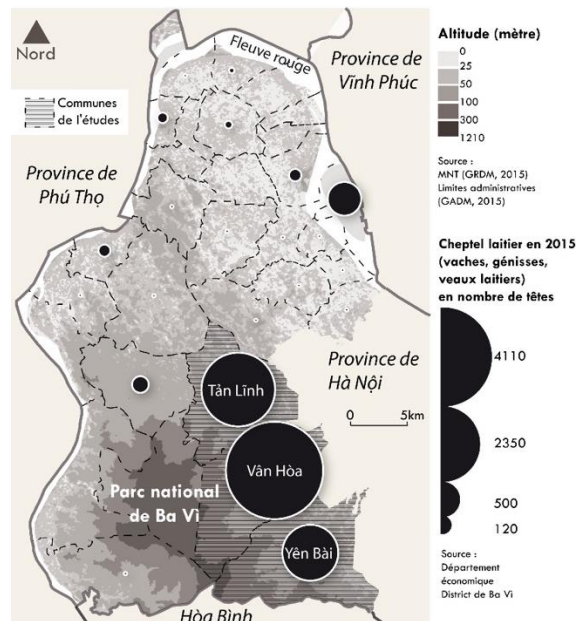 Nord
Fleuve rouge
Province de
Vĩnh Phúc
Communes
de l'études
Province de
Phú Thọ
Tản Lĩnh
Province de
Hà Nội
0 5km
Vân Hòa
Parc national
de Ba Vì
Yên Bài
Hòa Bình
Altitude (mètre)
0
25
50
100
300
1210
Source :
MNT (GRDM, 2015)
Limites administratives
(GADM, 2015)
Cheptel laitier en 2015
(vaches, génisses,
veaux laitiers)
en nombre de têtes
4110
2350
500
120
Source :
Département
économique
District de Ba Vì